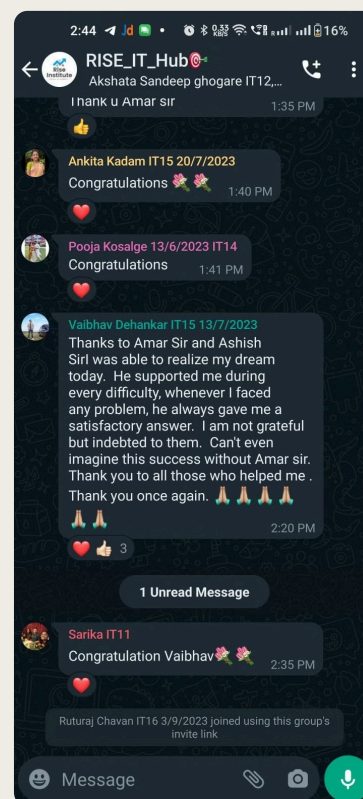 2:44 Jd • 0.33 KB/S 16%
Rise Institute
RISE_IT_Hub🎯
Akshata Sandeep ghogare IT12,...
Thank u Amar sir
1:35 PM
👍
Ankita Kadam IT15 20/7/2023
Congratulations 💐 💐
1:40 PM
❤️
Pooja Kosalge 13/6/2023 IT14
Congratulations 1:41 PM
❤️
Vaibhav Dehankar IT15 13/7/2023
Thanks to Amar Sir and Ashish
SirI was able to realize my dream
today. He supported me during
every difficulty, whenever I faced
any problem, he always gave me a
satisfactory answer. I am not grateful
but indebted to them. Can't even
imagine this success without Amar sir.
Thank you to all those who helped me .
Thank you once again. 🙏🏼 🙏🏼 🙏🏼 🙏🏼
🙏🏼 🙏🏼
2:20 PM
❤️ 👍🏼 3
1 Unread Message
Sarika IT11
Congratulation Vaibhav💐 💐
2:35 PM
❤️
Ruturaj Chavan IT16 3/9/2023 joined using this group's
invite link
Message